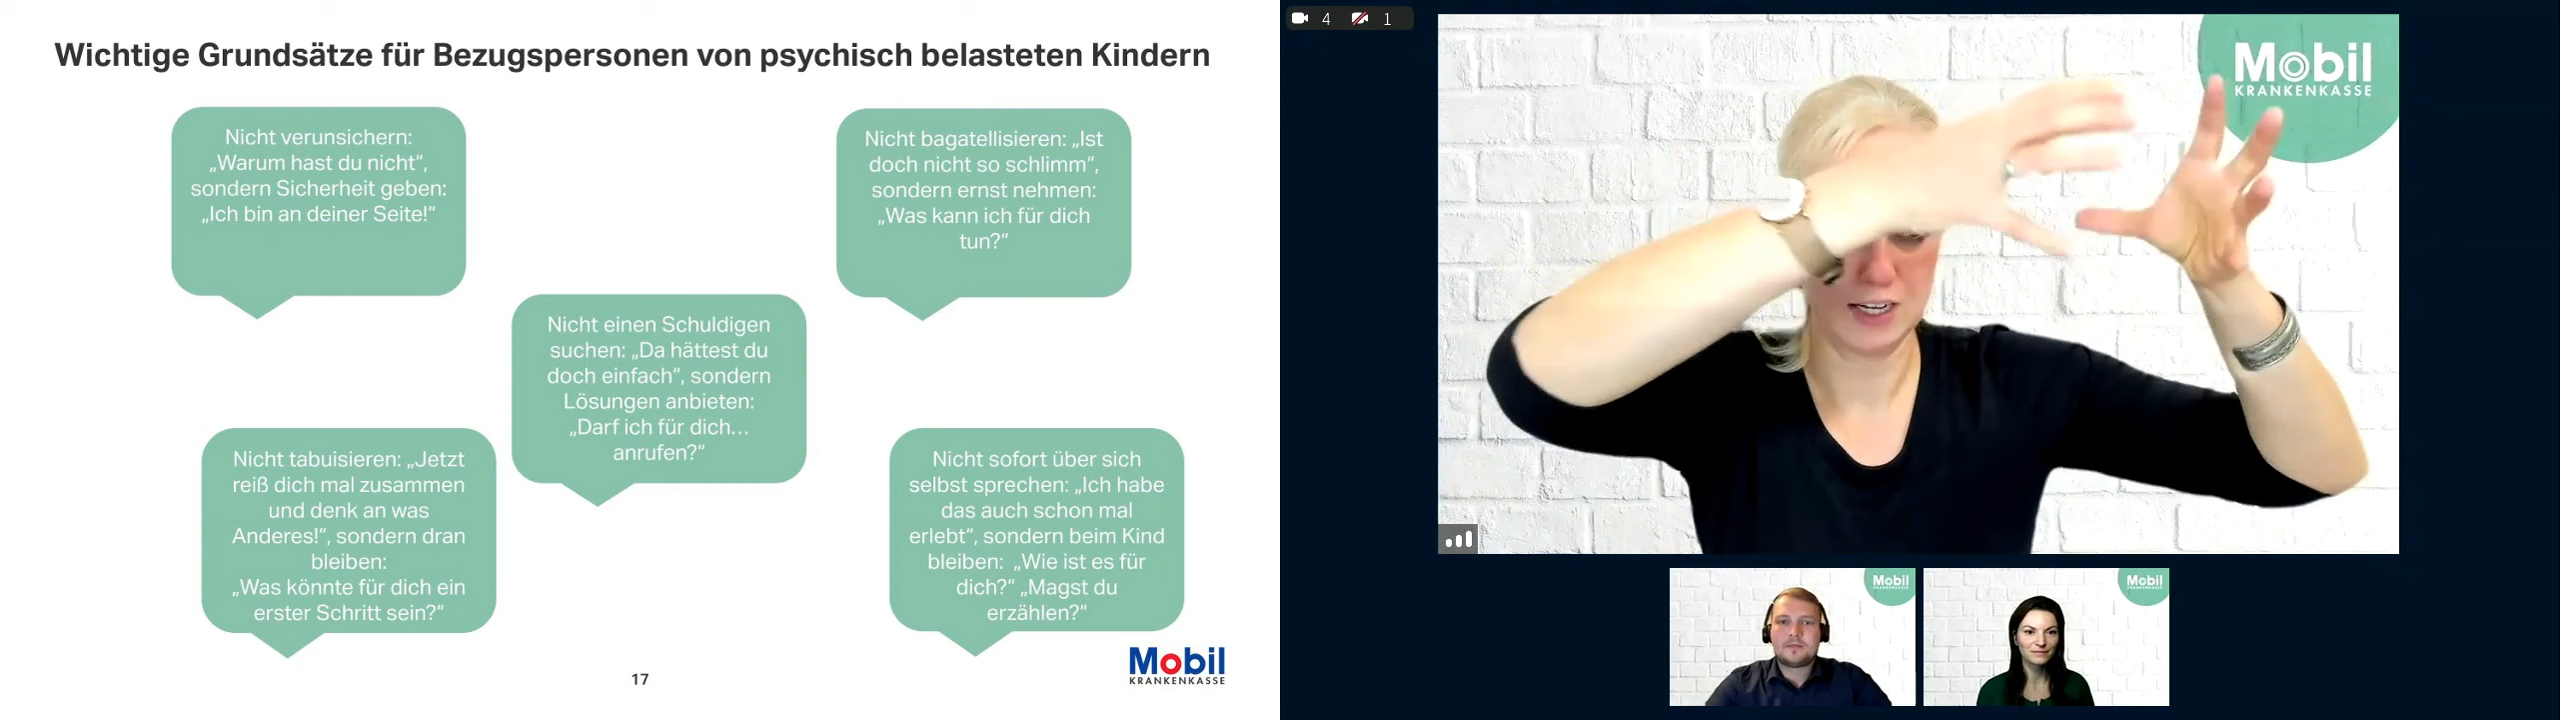 Wichtige Grundsätze für Bezugspersonen von psychisch belasteten Kindern
Nicht verunsichern:
„Warum hast du nicht“,
sondern Sicherheit geben:
„Ich bin an deiner Seite!“
Nicht bagatellisieren: „Ist
doch nicht so schlimm“,
sondern ernst nehmen:
„Was kann ich für dich
tun?“
Nicht einen Schuldigen
suchen: „Da hättest du
doch einfach“, sondern
Lösungen anbieten:
„Darf ich für dich…
anrufen?“
Nicht tabuisieren: „Jetzt
reiß dich mal zusammen
und denk an was
Anderes!“, sondern dran
bleiben:
„Was könnte für dich ein
erster Schritt sein?“
Nicht sofort über sich
selbst sprechen: „Ich habe
das auch schon mal
erlebt“, sondern beim Kind
bleiben: „Wie ist es für
dich?“ „Magst du
erzählen?“
17
Mobil
KRANKENKASSE
4 1
Mobil
KRANKENKASSE
Mobil
KRANKENKASSE
Mobil
KRANKENKASSE